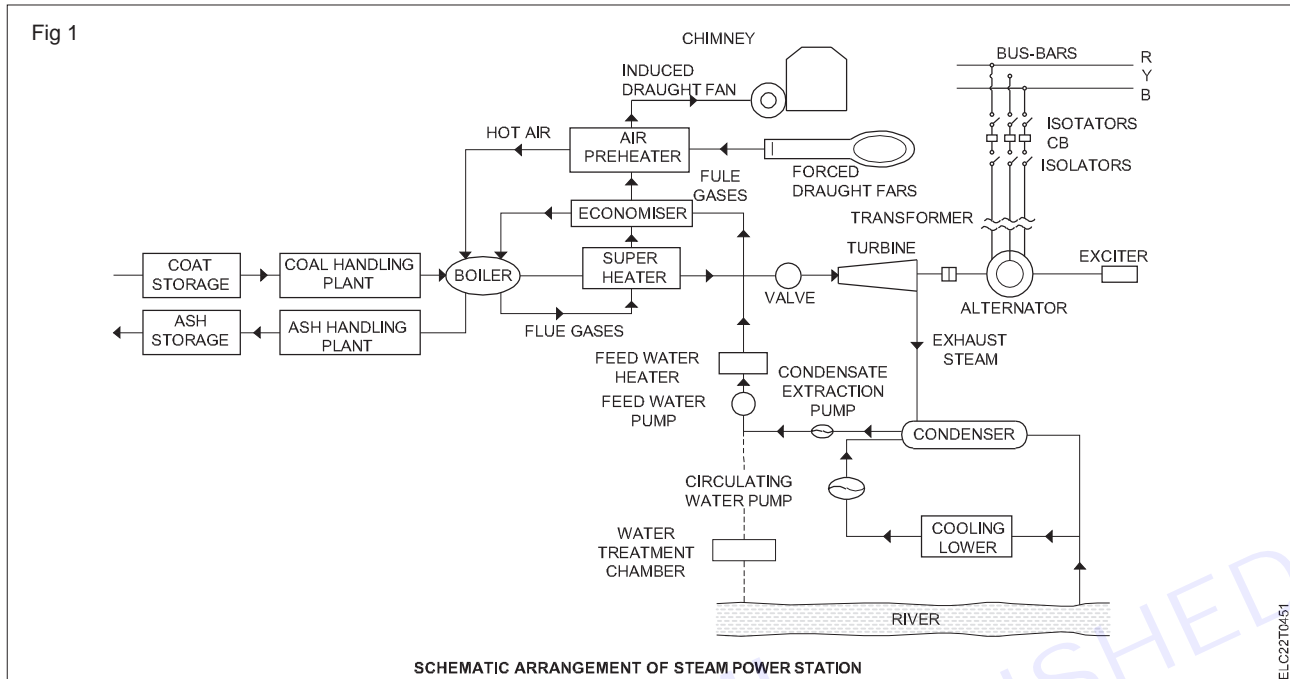 Fig 1
CHIMNEY
INDUCED
DRAUGHT FAN
BUS-BARS
R
Y
B
HOT AIR
AIR
PREHEATER
ISOTATORS
CB
ISOLATORS
FULE
GASES
FORCED
DRAUGHT FARS
ECONOMISER
TRANSFORMER
TURBINE
COAT
STORAGE
COAL HANDLING
PLANT
BOILER
SUPER
HEATER
VALVE
EXCITER
ALTERNATOR
ASH
STORAGE
ASH HANDLING
PLANT
FLUE GASES
EXHAUST
STEAM
FEED WATER
HEATER
CONDENSATE
EXTRACTION
PUMP
FEED WATER
PUMP
CONDENSER
CIRCULATING
WATER PUMP
COOLING
LOWER
WATER
TREATMENT
CHAMBER
RIVER
SCHEMATIC ARRANGEMENT OF STEAM POWER STATION
ELC22T0451